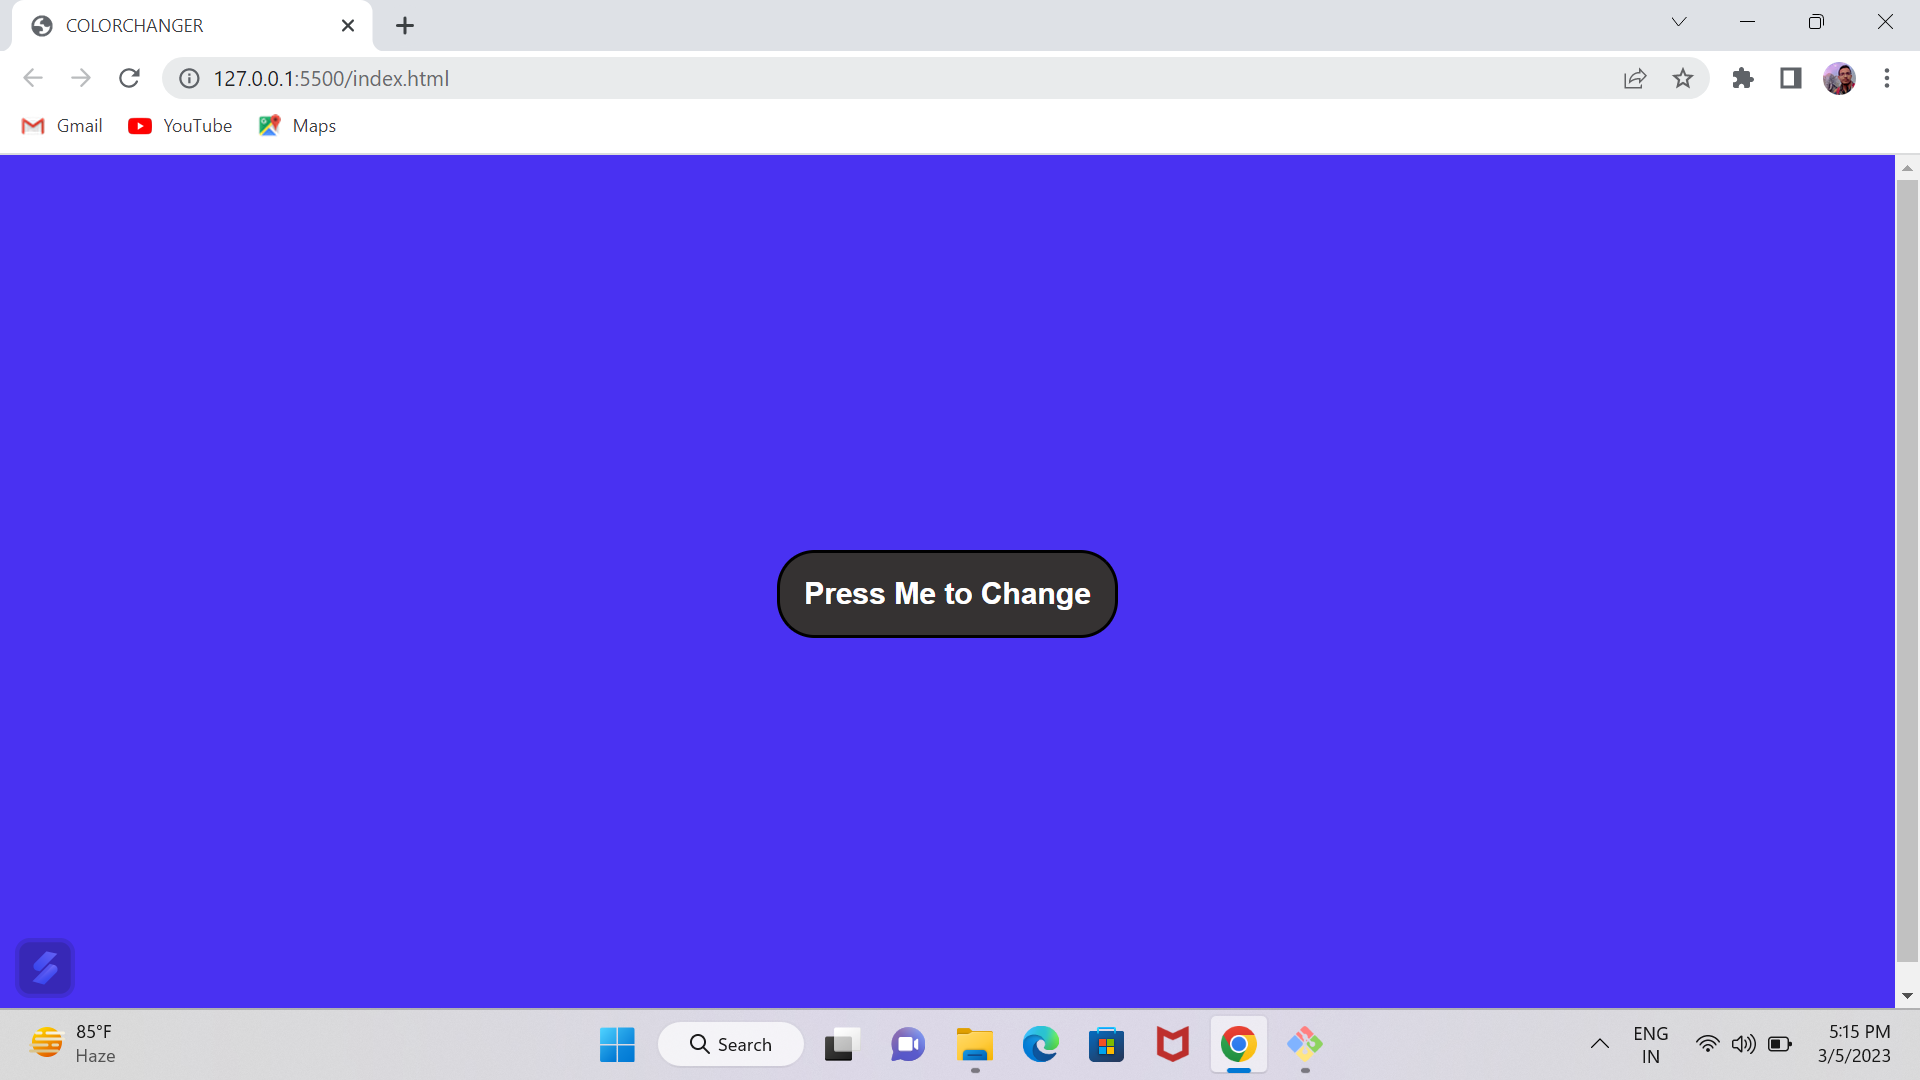 COLORCHANGER
127.0.0.1:5500/index.html
Gmail YouTube Maps
Press Me to Change
85°F
Haze
Search
ENG
IN
5:15 PM
3/5/2023